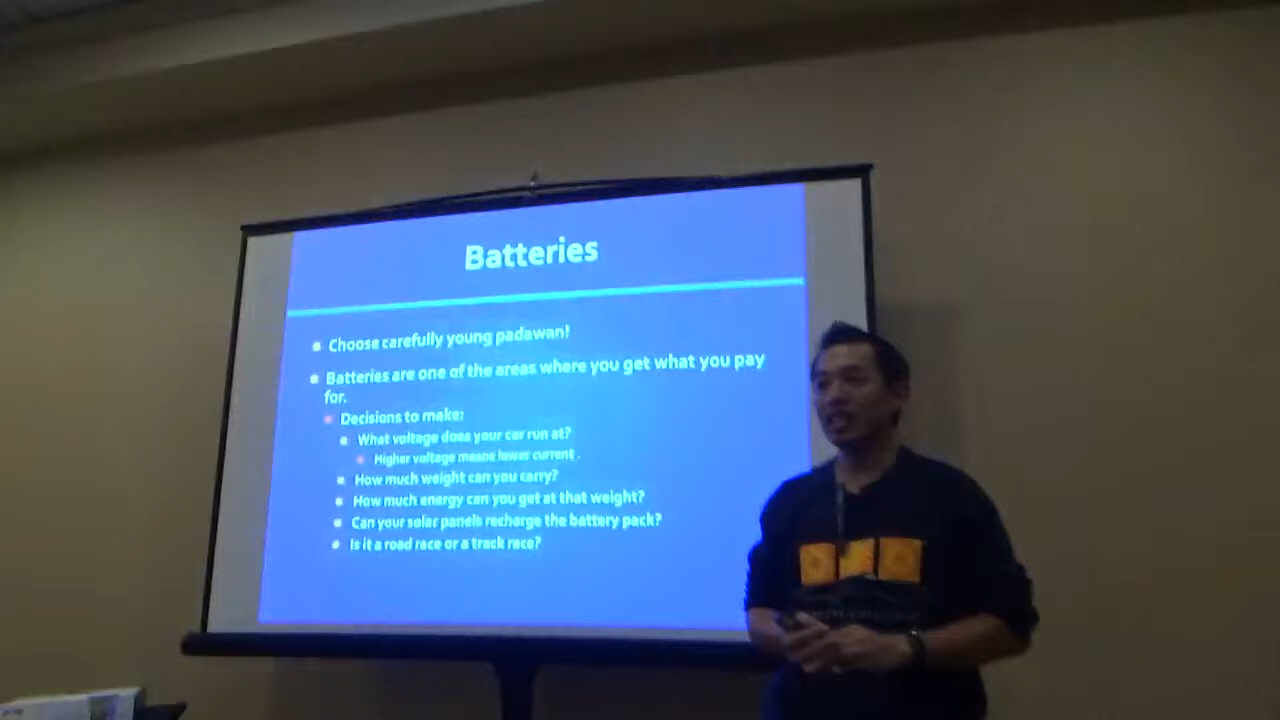 Batteries
Choose carefully young padawan!
Batteries are one of the areas where you get what you pay
for.
Decisions to make:
What voltage does your car run at?
Higher voltage means lower current.
How much weight can you carry?
How much energy can you get at that weight?
Can your solar panels recharge the battery pack?
Is it a road race or a track race?